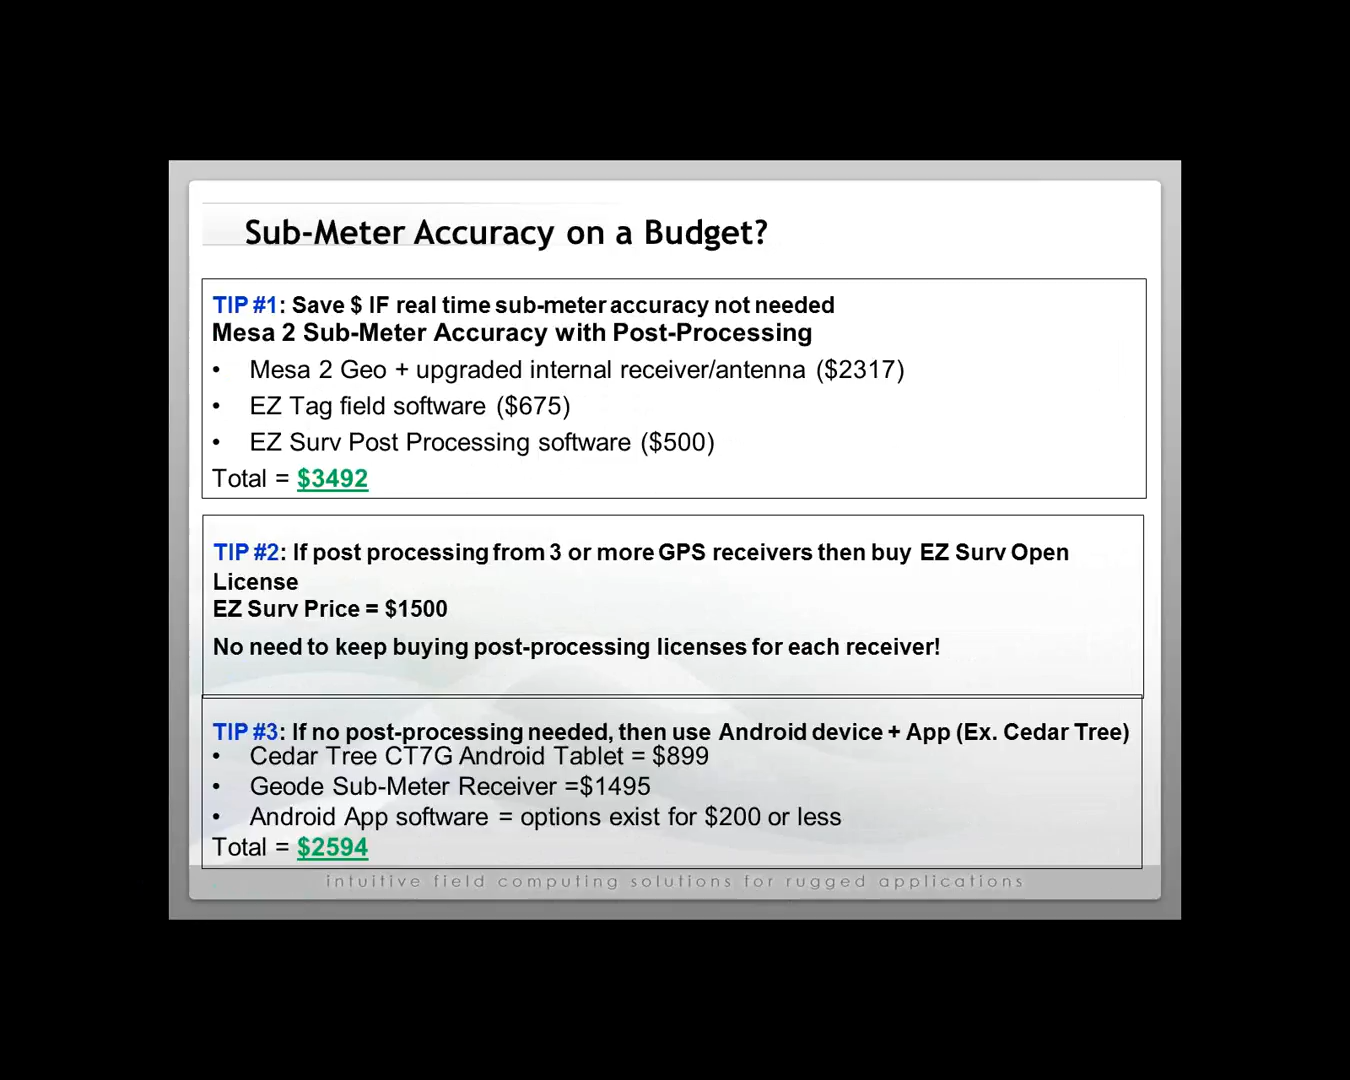 Sub-Meter Accuracy on a Budget?
TIP #1: Save $ IF real time sub-meter accuracy not needed
Mesa 2 Sub-Meter Accuracy with Post-Processing
• Mesa 2 Geo + upgraded internal receiver/antenna ($2317)
• EZ Tag field software ($675)
• EZ Surv Post Processing software ($500)
Total = $3492
TIP #2: If post processing from 3 or more GPS receivers then buy EZ Surv Open
License
EZ Surv Price = $1500
No need to keep buying post-processing licenses for each receiver!
TIP #3: If no post-processing needed, then use Android device + App (Ex. Cedar Tree)
• Cedar Tree CT7G Android Tablet = $899
• Geode Sub-Meter Receiver =$1495
• Android App software = options exist for $200 or less
Total = $2594
intuitive field computing solutions for rugged applications